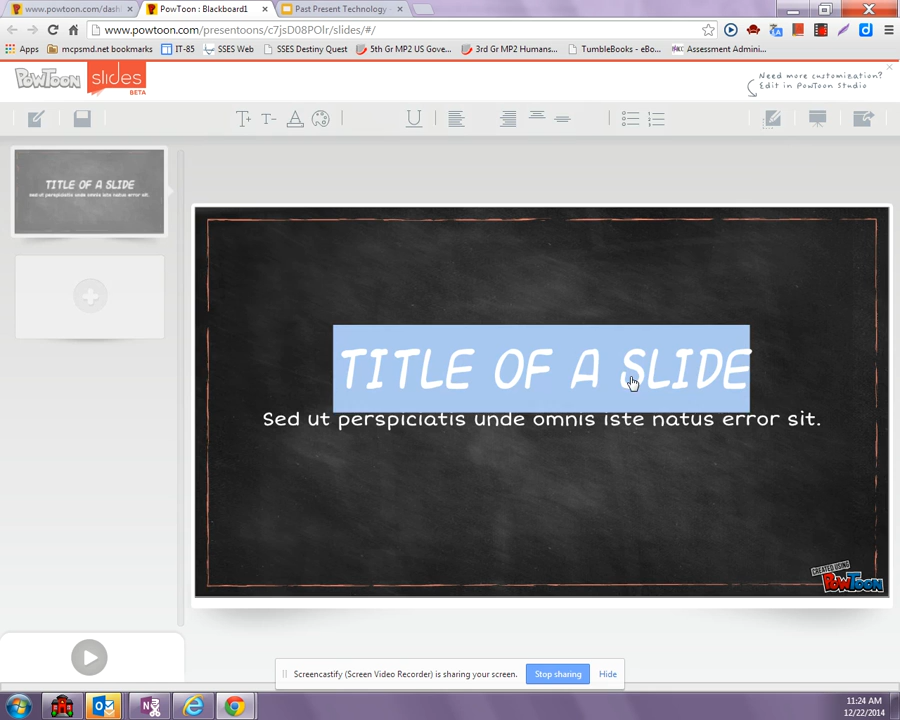 www.powtoon.com/dash
PowToon : Blackboard1
Past Present Technology -
www.powtoon.com/presentoons/c7jsD08POlr/slides/#/
Apps
mcpsmd.net bookmarks
IT-85
SSES Web
SSES Destiny Quest
5th Gr MP2 US Gove...
3rd Gr MP2 Humans...
TumbleBooks - eBo...
Assessment Admini...
PowToon slides
BETA
Need more customization?
Edit in PowToon Studio
T+ T- A U
TITLE OF A SLIDE
Sed ut perspiciatis unde omnis iste natus error sit.
TITLE OF A SLIDE
Sed ut perspiciatis unde omnis iste natus error sit.
CREATED USING
PowToon
Screencastify (Screen Video Recorder) is sharing your screen.
Stop sharing
Hide
11:24 AM
12/22/2014